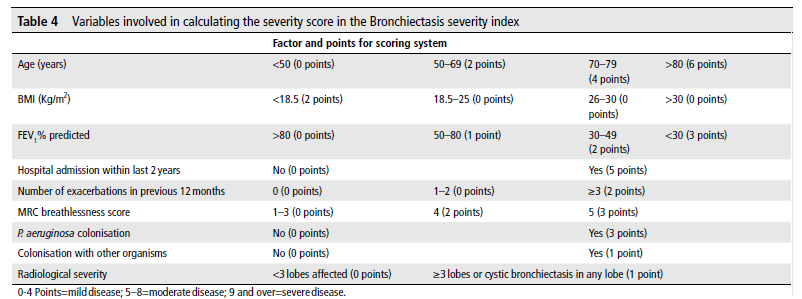 Table 4 Variables involved in calculating the severity score in the Bronchiectasis severity index
Factor and points for scoring system
Age (years) <50 (0 points) 50–69 (2 points) 70–79 (4 points) >80 (6 points)
BMI (Kg/m²) <18.5 (2 points) 18.5–25 (0 points) 26–30 (0 points) >30 (0 points)
FEV₁% predicted >80 (0 points) 50–80 (1 point) 30–49 (2 points) <30 (3 points)
Hospital admission within last 2 years No (0 points) Yes (5 points)
Number of exacerbations in previous 12 months 0 (0 points) 1–2 (0 points) ≥3 (2 points)
MRC breathlessness score 1–3 (0 points) 4 (2 points) 5 (3 points)
P. aeruginosa colonisation No (0 points) Yes (3 points)
Colonisation with other organisms No (0 points) Yes (1 point)
Radiological severity <3 lobes affected (0 points) ≥3 lobes or cystic bronchiectasis in any lobe (1 point)
0-4 Points=mild disease; 5–8=moderate disease; 9 and over=severe disease.